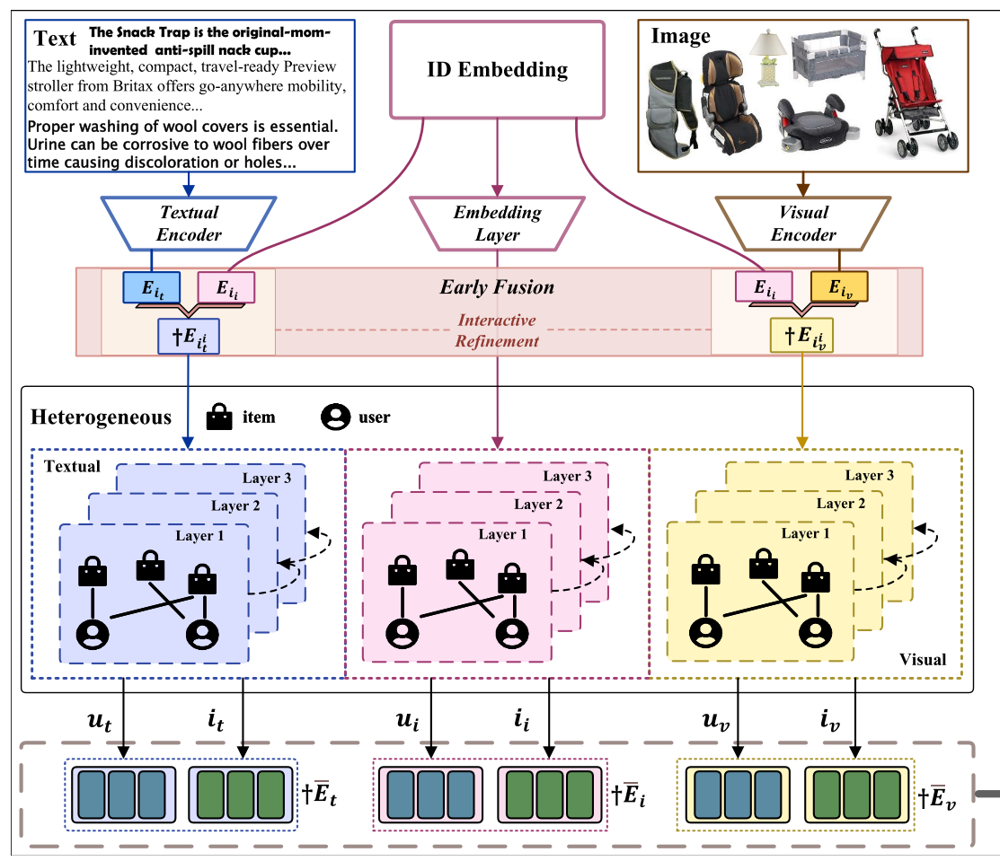 Text
The Snack Trap is the original-mom-
invented anti-spill nack cup...
The lightweight, compact, travel-ready Preview
stroller from Britax offers go-anywhere mobility,
comfort and convenience...
Proper washing of wool covers is essential.
Urine can be corrosive to wool fibers over
time causing discoloration or holes...
ID Embedding
Image
Textual
Encoder
Embedding
Layer
Visual
Encoder
E_{i_t}
E_{i_i}
Early Fusion
E_{i_i}
E_{i_v}
†E_{i_t^i}
Interactive
Refinement
†E_{i_v^i}
Heterogeneous
item
user
Textual
Layer 3
Layer 2
Layer 1
Layer 3
Layer 2
Layer 1
Layer 3
Layer 2
Layer 1
Visual
u_t
i_t
u_i
i_i
u_v
i_v
†Ē_t
†Ē_i
†Ē_v